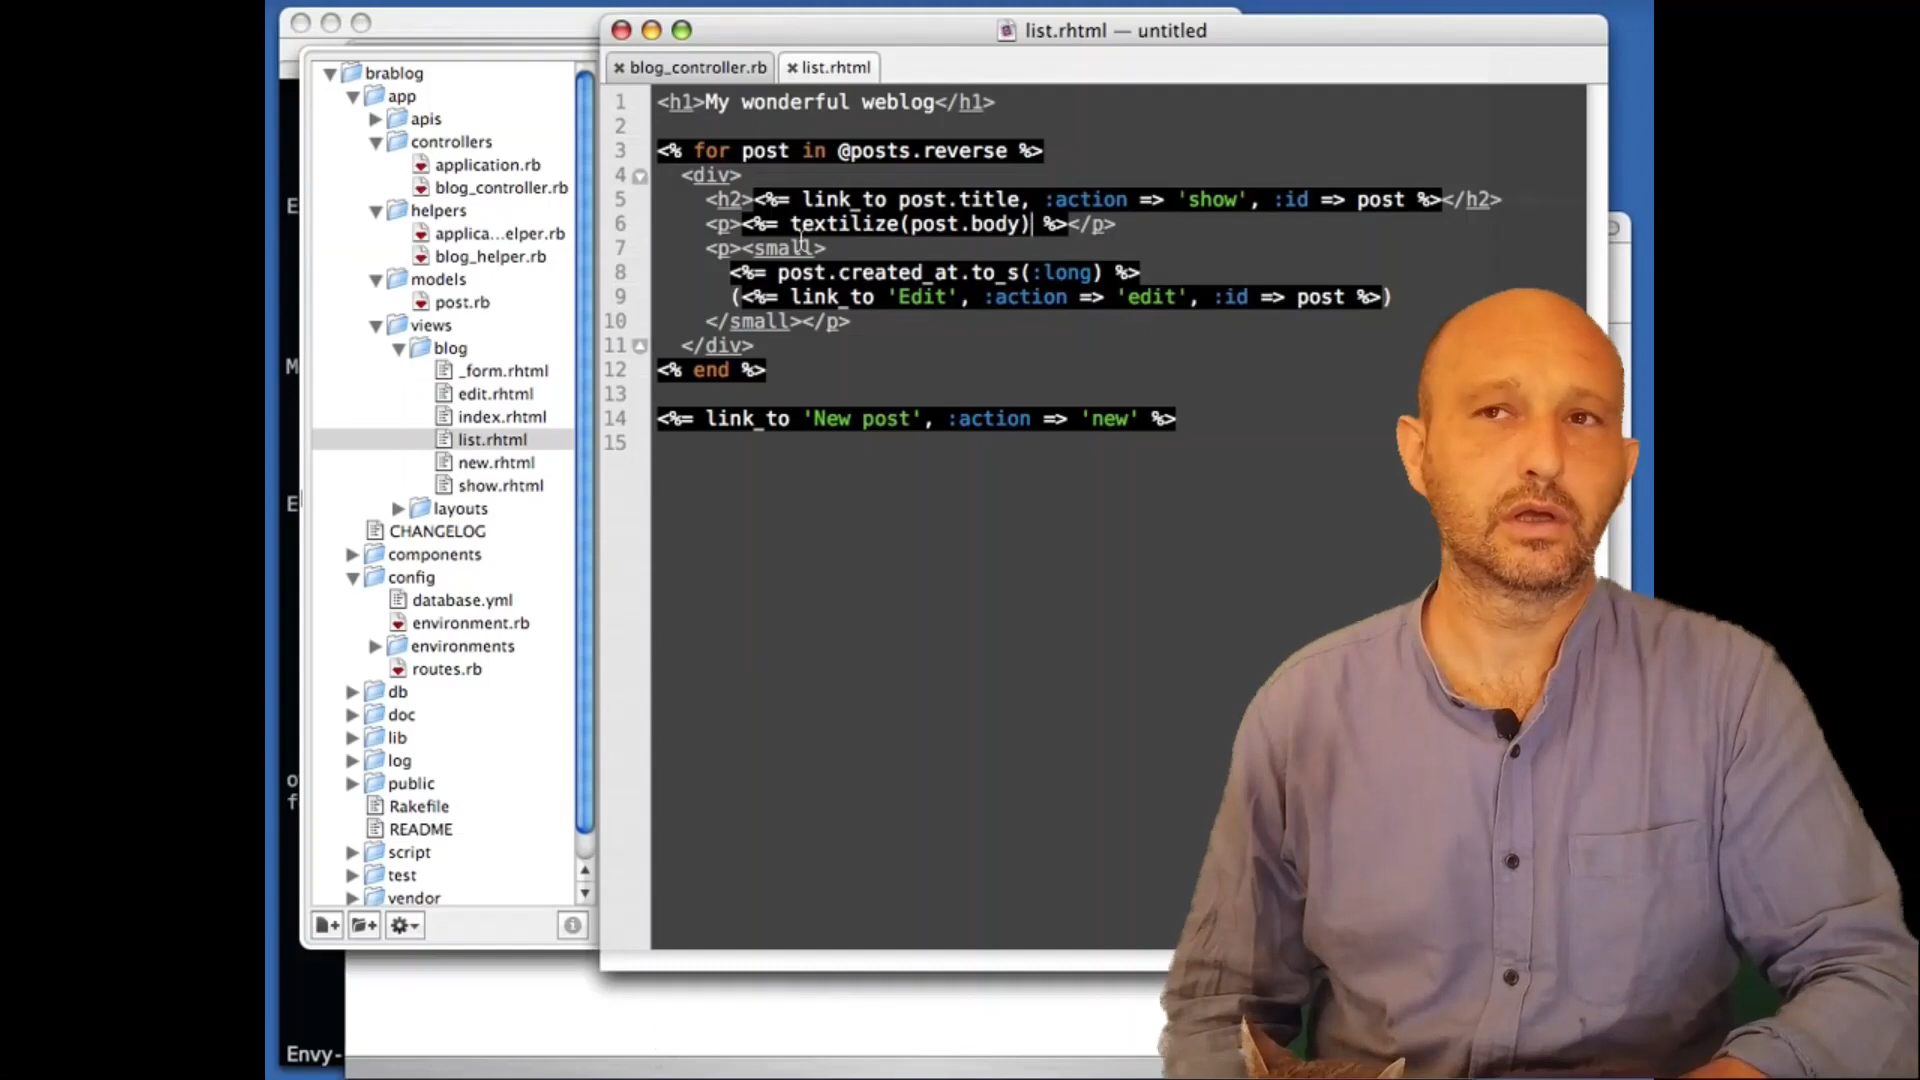 list.rhtml — untitled
blog_controller.rb
list.rhtml
brablog
app
apis
controllers
application.rb
blog_controller.rb
helpers
applica...elper.rb
blog_helper.rb
models
post.rb
views
blog
_form.rhtml
edit.rhtml
index.rhtml
list.rhtml
new.rhtml
show.rhtml
layouts
CHANGELOG
components
config
database.yml
environment.rb
environments
routes.rb
db
doc
lib
log
public
Rakefile
README
script
test
vendor
1 <h1>My wonderful weblog</h1>
2
3 <% for post in @posts.reverse %>
4 <div>
5 <h2><%= link_to post.title, :action => 'show', :id => post %></h2>
6 <p><%= textilize(post.body) %></p>
7 <p><small>
8 <%= post.created_at.to_s(:long) %>
9 (<%= link_to 'Edit', :action => 'edit', :id => post %>)
10 </small></p>
11 </div>
12 <% end %>
13
14 <%= link_to 'New post', :action => 'new' %>
15
E
M
E
o
f
Envy-